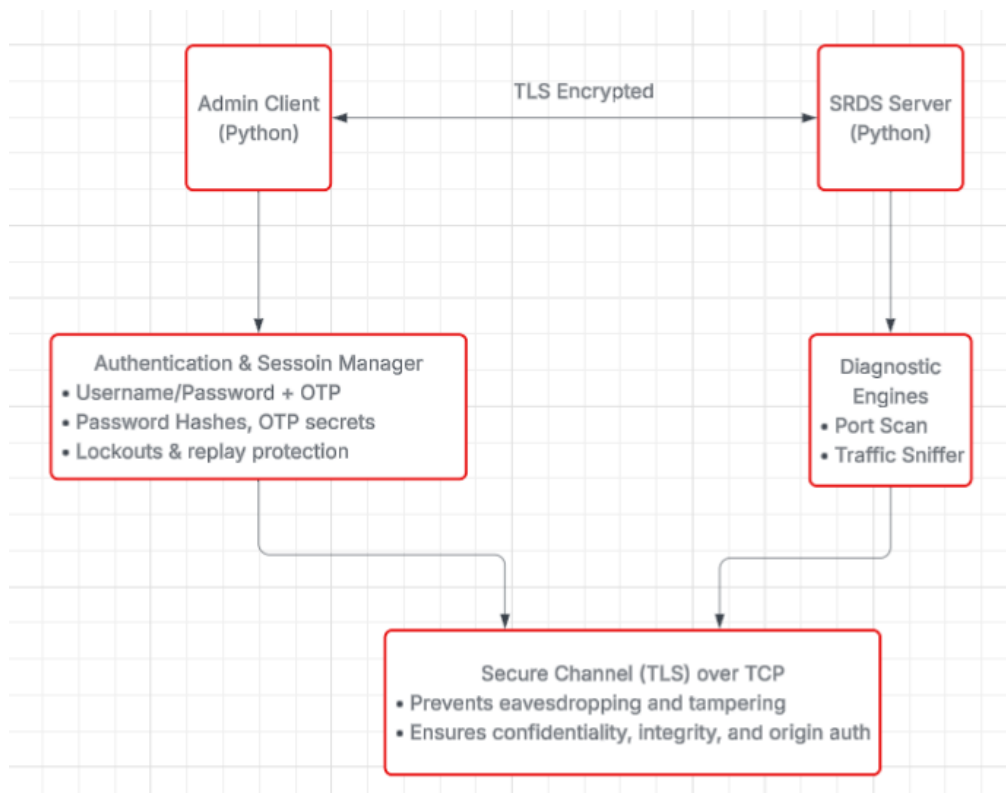 Admin Client
(Python)
TLS Encrypted
SRDS Server
(Python)
Authentication & Sessoin Manager
• Username/Password + OTP
• Password Hashes, OTP secrets
• Lockouts & replay protection
Diagnostic
Engines
• Port Scan
• Traffic Sniffer
Secure Channel (TLS) over TCP
• Prevents eavesdropping and tampering
• Ensures confidentiality, integrity, and origin auth